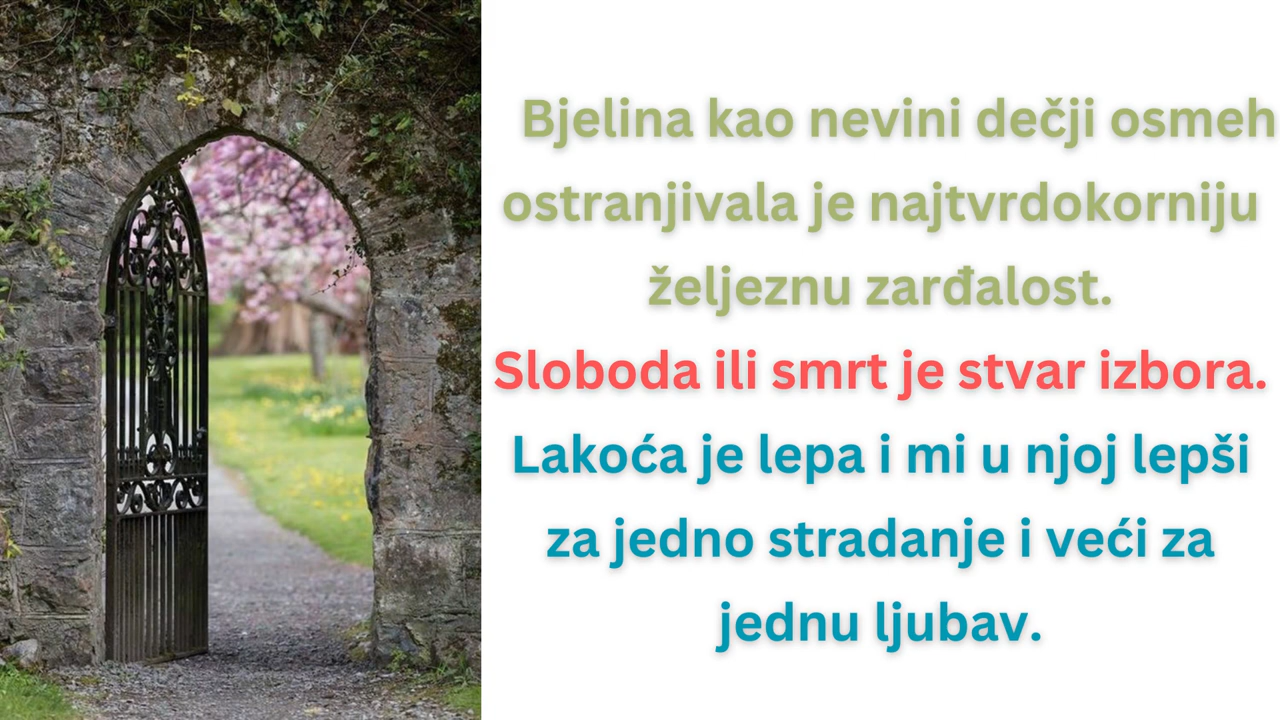 Bjelina kao nevini dečji osmeh
ostranjivala je najtvrdokorniju
željeznu zarđalost.
Sloboda ili smrt je stvar izbora.
Lakoća je lepa i mi u njoj lepši
za jedno stradanje i veći za
jednu ljubav.